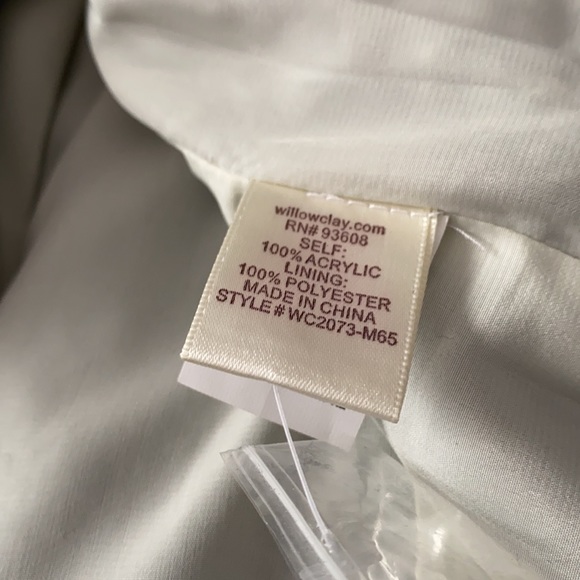 willowclay.com
RN# 93608
SELF:
100% ACRYLIC
LINING:
100% POLYESTER
MADE IN CHINA
STYLE # WC2073-M65